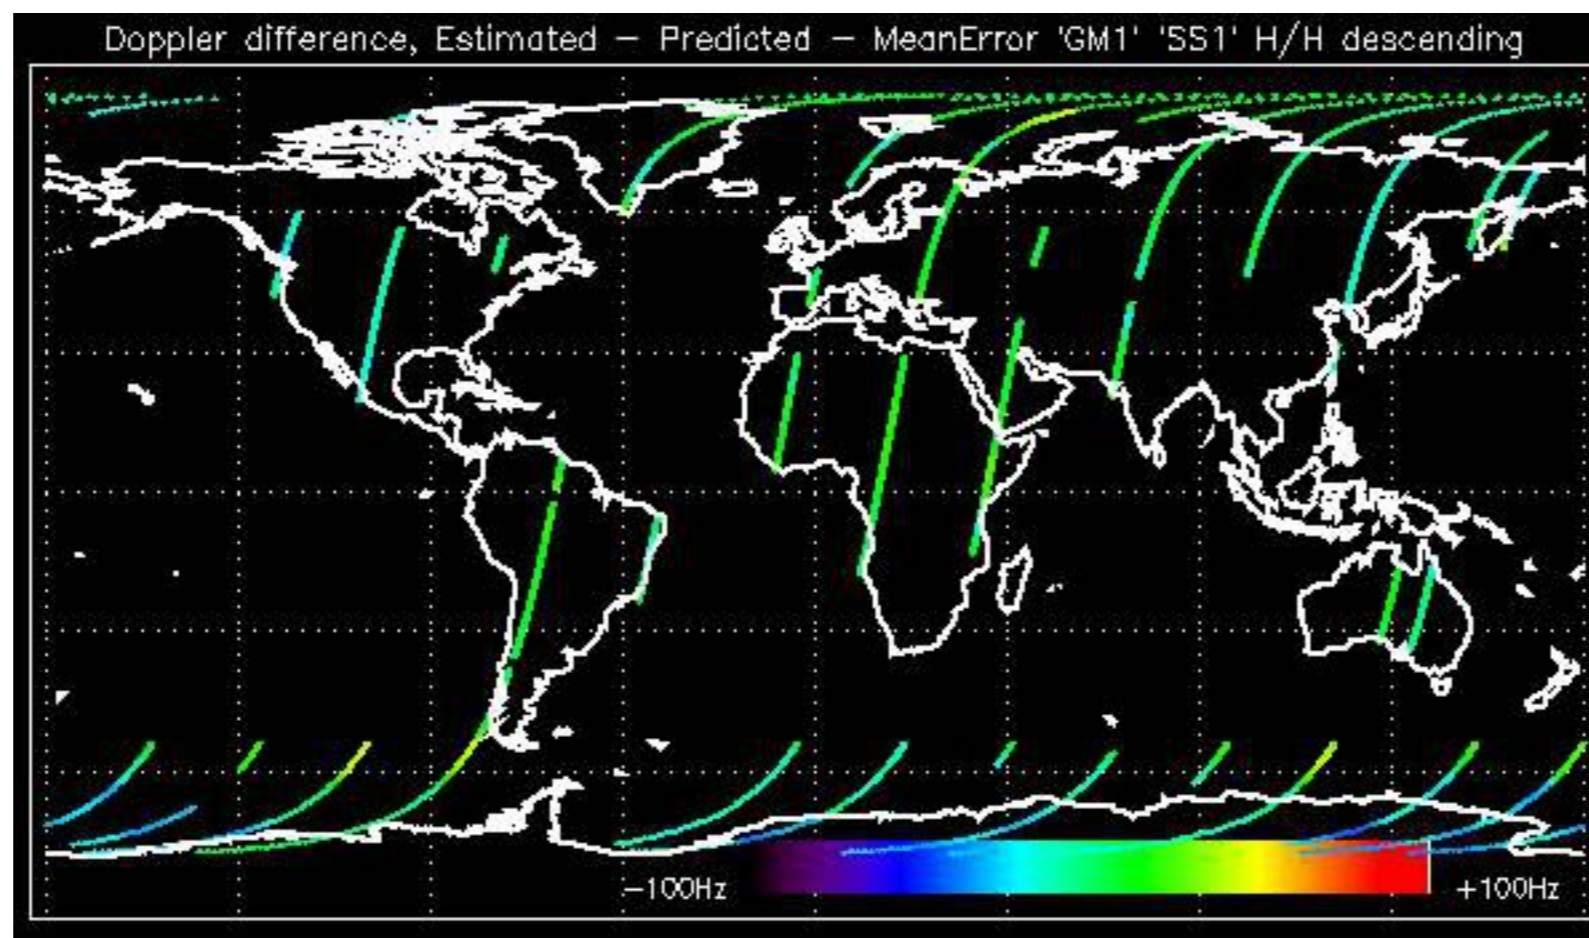 Doppler difference, Estimated - Predicted - MeanError 'GM1' 'SS1' H/H descending
-100Hz
+100Hz